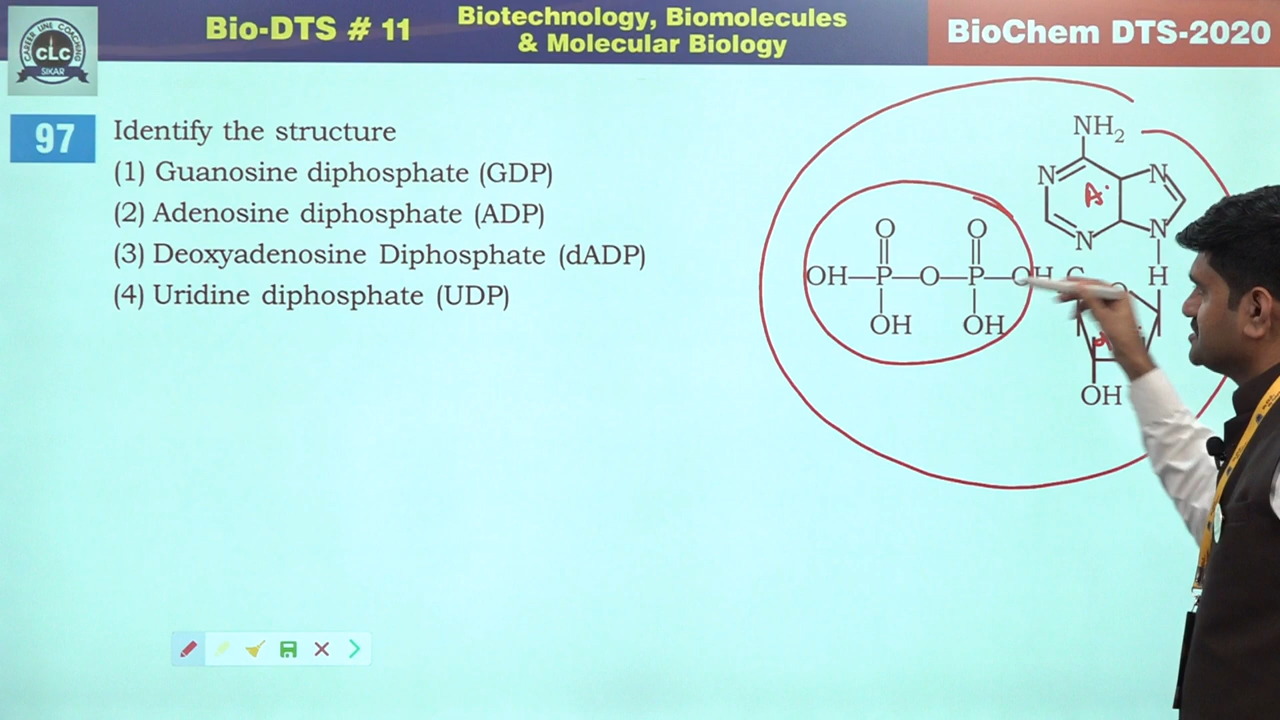 CAREER LINE COACHING
CLC
SIKAR
Bio-DTS # 11
Biotechnology, Biomolecules
& Molecular Biology
BioChem DTS-2020
97
Identify the structure
(1) Guanosine diphosphate (GDP)
(2) Adenosine diphosphate (ADP)
(3) Deoxyadenosine Diphosphate (dADP)
(4) Uridine diphosphate (UDP)
NH2
N N
N N
O O
OH—P—O—P—OH C H
OH OH
OH